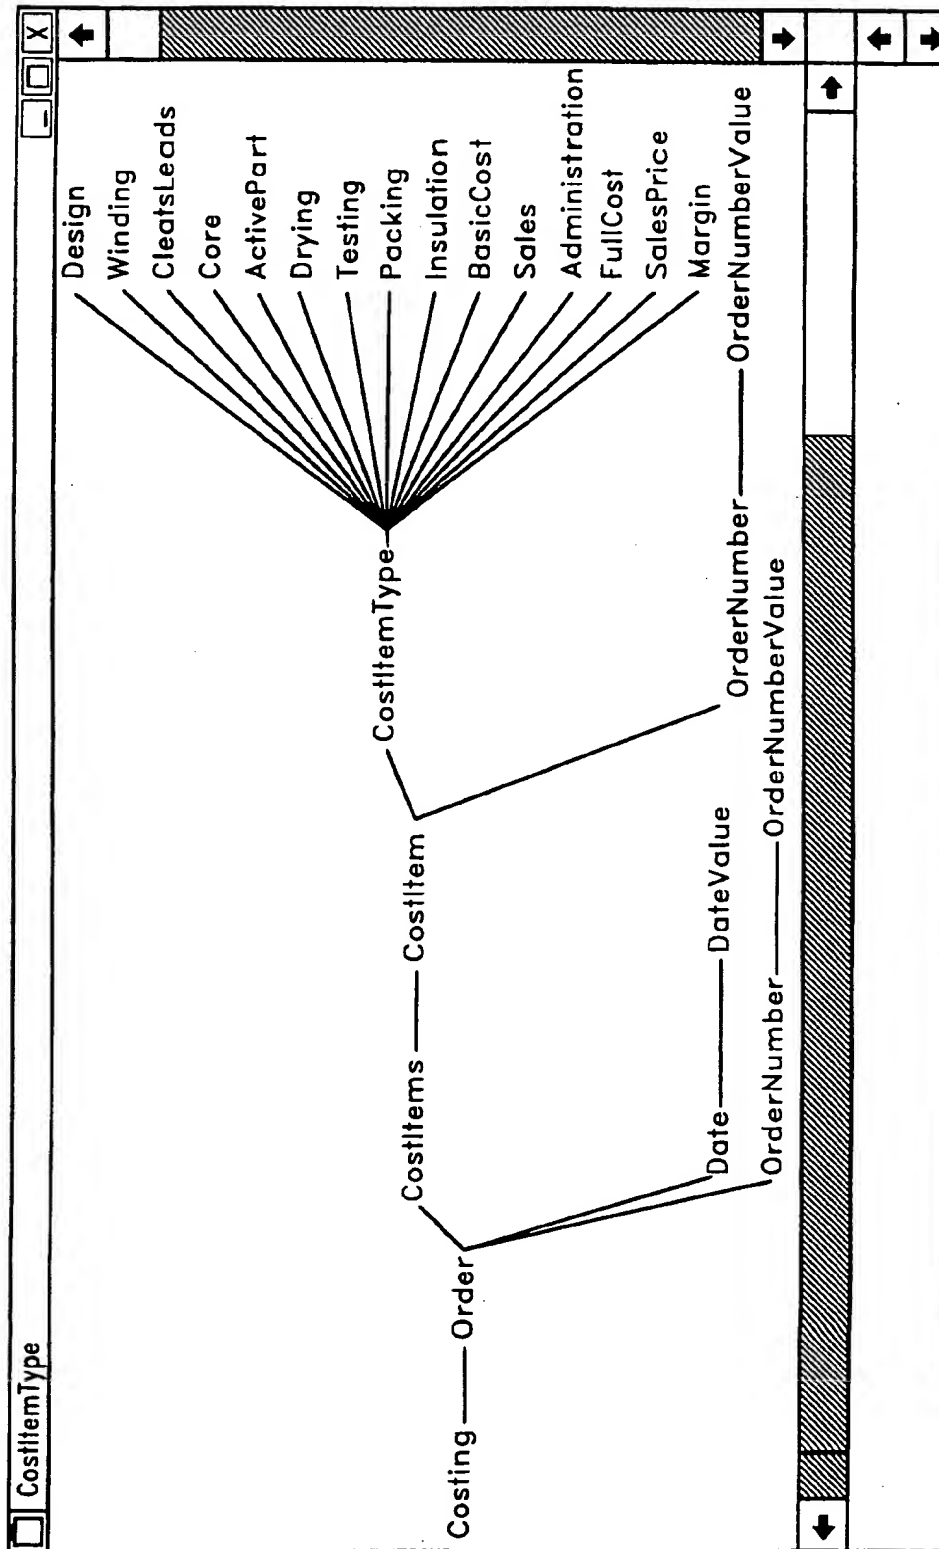 CostItemType
Design
Winding
CleatsLeads
Core
ActivePart
Drying
Testing
Packing
Insulation
BasicCost
Sales
Administration
FullCost
SalesPrice
Margin
CostItemType
CostItems
CostItem
Costing
Order
Date
DateValue
OrderNumber
OrderNumberValue
OrderNumber
OrderNumberValue